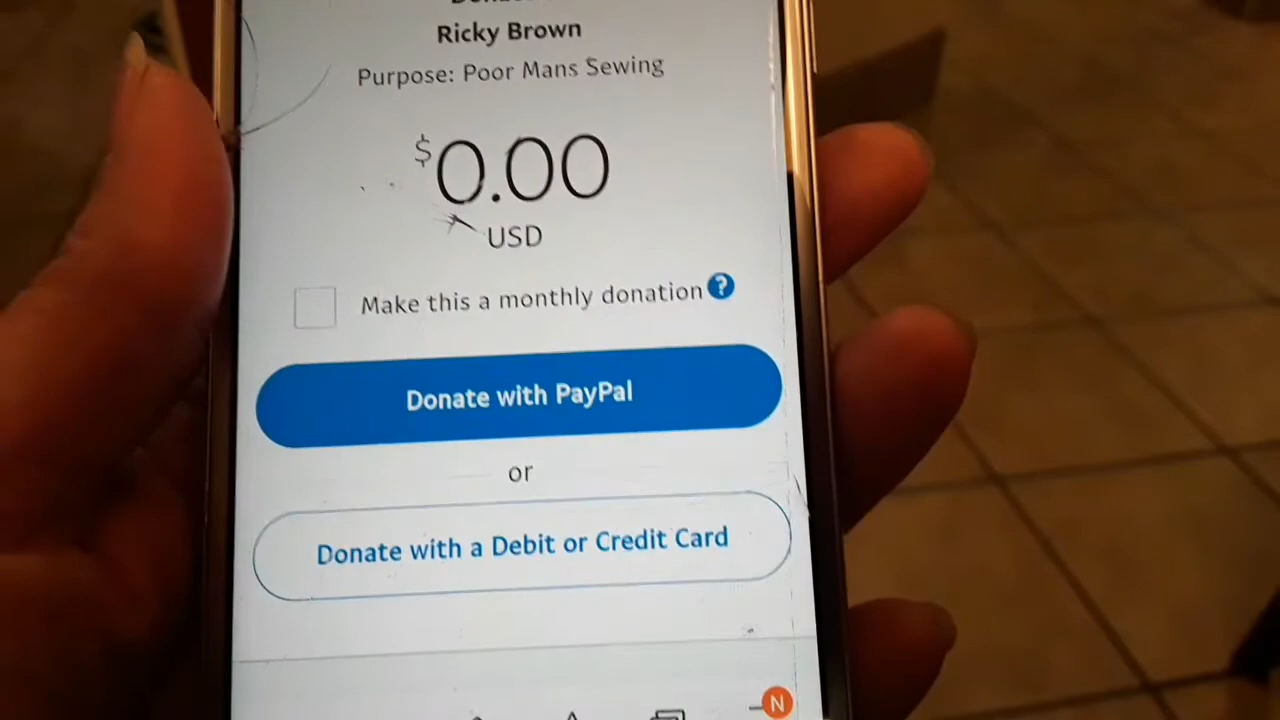 Ricky Brown
Purpose: Poor Mans Sewing
$0.00
USD
Make this a monthly donation ?
Donate with PayPal
or
Donate with a Debit or Credit Card
N